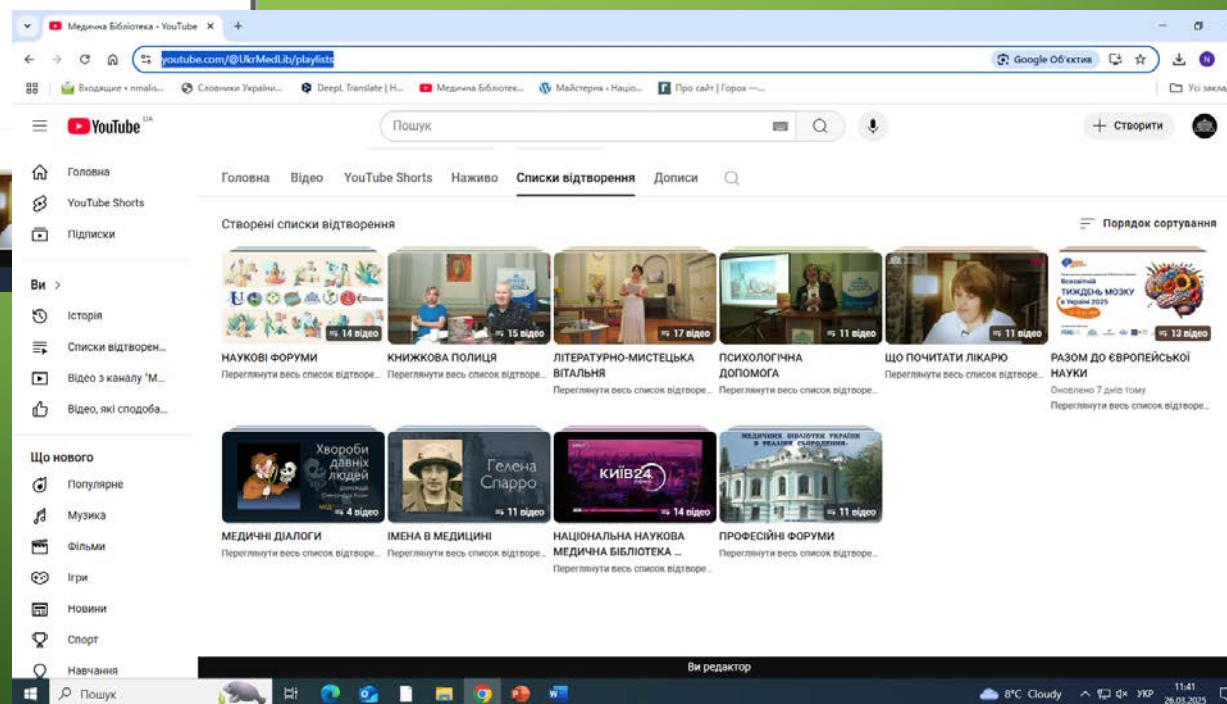 Медична Бібліотека - YouTube
youtube.com/@UkrMedLib/playlists
Google Об'єктив
N
Входящие • nmalis...
Словники України...
DeepL Translate | Н...
Медична Бібліотек...
Майстерня « Націо...
Про сайт | Горох —...
Усі заклад
YouTube UA
Пошук
Створити
Головна
YouTube Shorts
Підписки
Ви >
Історія
Списки відтворен...
Відео з каналу "М...
Відео, які сподоба...
Що нового
Популярне
Музика
Фільми
Ігри
Новини
Спорт
Навчання
Головна Відео YouTube Shorts Наживо Списки відтворення Дописи
Створені списки відтворення
Порядок сортування
14 відео
НАУКОВІ ФОРУМИ
Переглянути весь список відтворе...
15 відео
КНИЖКОВА ПОЛИЦЯ
Переглянути весь список відтворе...
17 відео
ЛІТЕРАТУРНО-МИСТЕЦЬКА
ВІТАЛЬНЯ
Переглянути весь список відтворе...
11 відео
ПСИХОЛОГІЧНА
ДОПОМОГА
Переглянути весь список відтворе...
11 відео
ЩО ПОЧИТАТИ ЛІКАРЮ
Переглянути весь список відтворе...
Всесвітній
ТИЖДЕНЬ МОЗКУ
в Україні 2025
13 відео
РАЗОМ ДО ЄВРОПЕЙСЬКОЇ
НАУКИ
Оновлено 7 днів тому
Переглянути весь список відтворе...
Хвороби
давніх
людей
4 відео
МЕДИЧНІ ДІАЛОГИ
Переглянути весь список відтворе...
Гелена
Спарро
11 відео
ІМЕНА В МЕДИЦИНІ
Переглянути весь список відтворе...
КИЇВ24
14 відео
НАЦІОНАЛЬНА НАУКОВА
МЕДИЧНА БІБЛІОТЕКА ...
Переглянути весь список відтворе...
МЕДИЧНИХ БІБЛІОТЕК УКРАЇНИ
В РЕАЛІЯХ СЬОГОДЕННЯ»
11 відео
ПРОФЕСІЙНІ ФОРУМИ
Переглянути весь список відтворе...
Ви редактор
Пошук
8°C Cloudy
УКР
11:41
26.03.2025